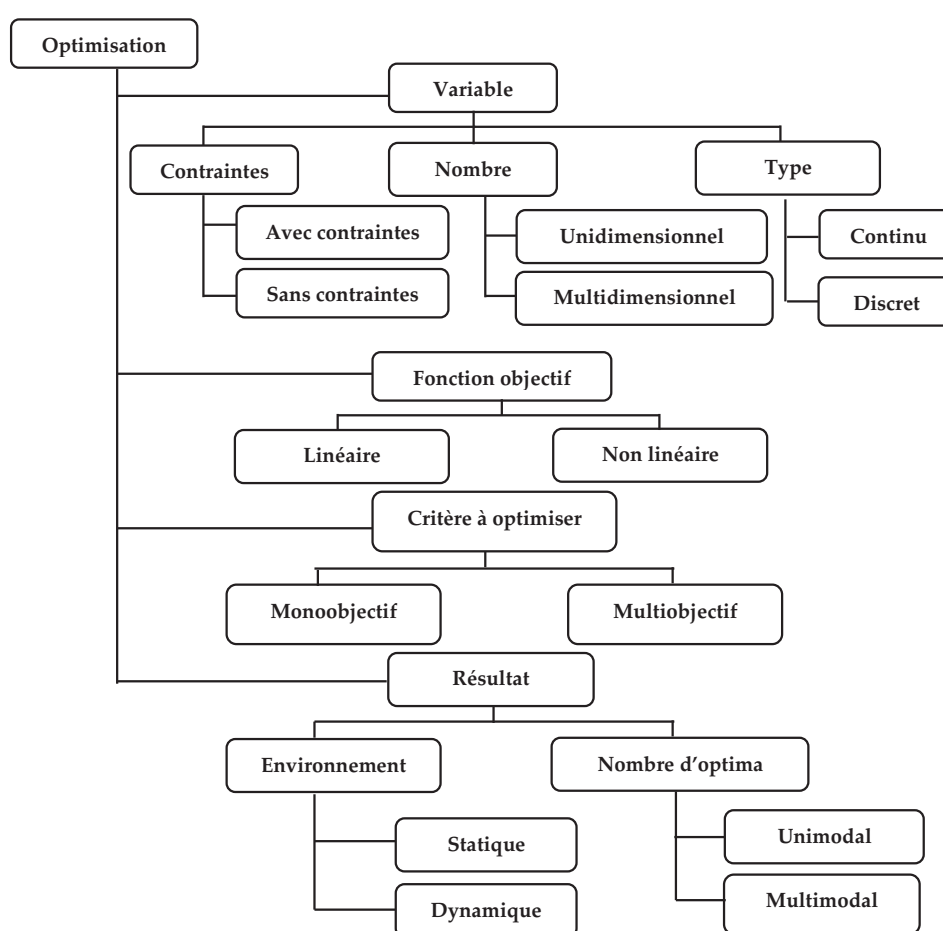 Optimisation
Variable
Contraintes
Nombre
Type
Avec contraintes
Unidimensionnel
Continu
Sans contraintes
Multidimensionnel
Discret
Fonction objectif
Linéaire
Non linéaire
Critère à optimiser
Monoobjectif
Multiobjectif
Résultat
Environnement
Nombre d’optima
Statique
Unimodal
Dynamique
Multimodal